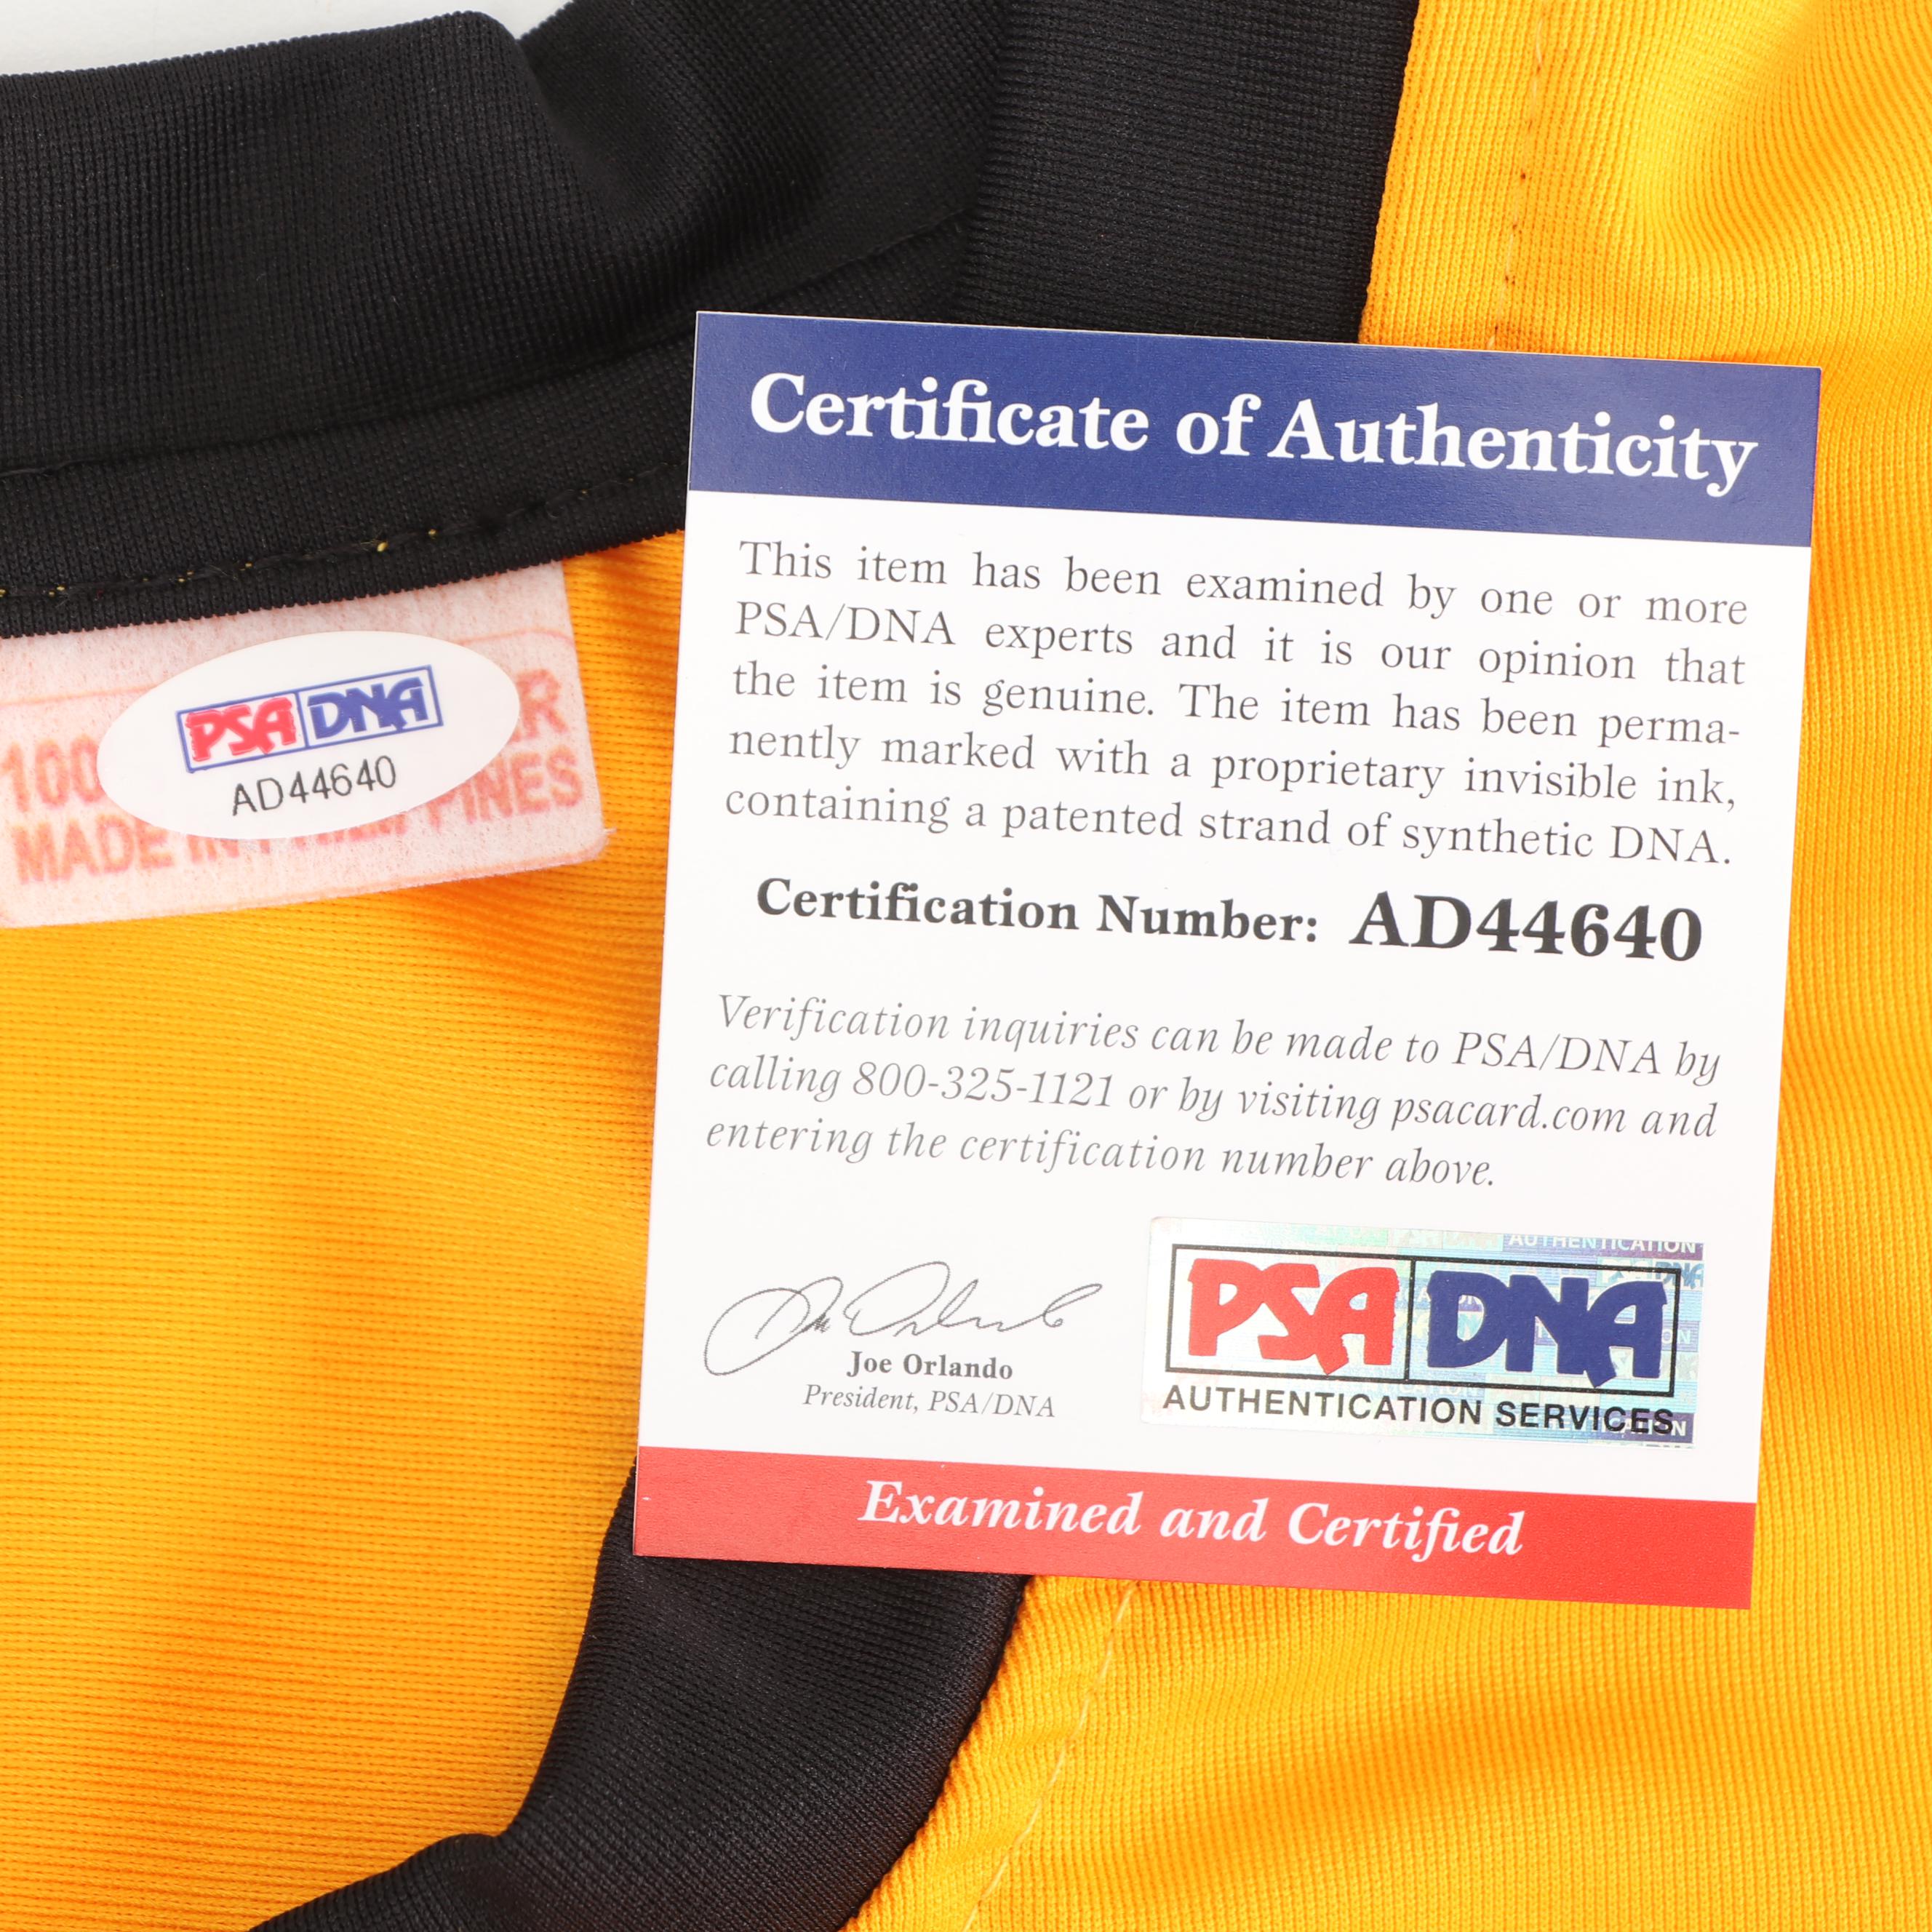 100
R
MADE IN
PINES
PSA DNA
AD44640
Certificate of Authenticity
This item has been examined by one or more
PSA/DNA experts and it is our opinion that
the item is genuine. The item has been perma-
nently marked with a proprietary invisible ink,
containing a patented strand of synthetic DNA.
Certification Number: AD44640
Verification inquiries can be made to PSA/DNA by
calling 800-325-1121 or by visiting psacard.com and
entering the certification number above.
Joe Orlando
President, PSA/DNA
AUTHENTICATION
PSA DNA
AUTHENTICATION SERVICES
Examined and Certified